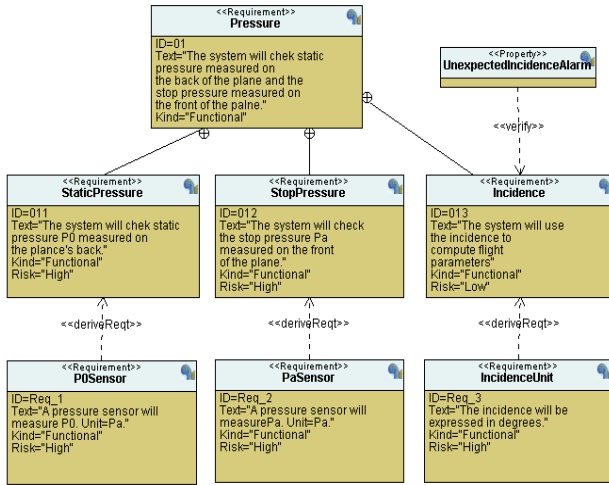 <<Requirement>>
Pressure
ID=01
Text="The system will chek static
pressure measured on
the back of the plane and the
stop pressure measured on
the front of the palne."
Kind="Functional"
<<Property>>
UnexpectedIncidenceAlarm
<<verify>>
<<Requirement>>
StaticPressure
ID=011
Text="The system will chek static
pressure P0 measured on
the plance's back."
Kind="Functional"
Risk="High"
<<Requirement>>
StopPressure
ID=012
Text="The system will check
the stop pressure Pa
measured on the front
of the plane."
Kind="Functional"
Risk="High"
<<Requirement>>
Incidence
ID=013
Text="The system will use
the incidence to
compute flight
parameters"
Kind="Functional"
Risk="Low"
<<deriveReqt>>
<<deriveReqt>>
<<deriveReqt>>
<<Requirement>>
P0Sensor
ID=Req_1
Text="A pressure sensor will
measure P0. Unit=Pa."
Kind="Functional"
Risk="High"
<<Requirement>>
PaSensor
ID=Req_2
Text="A pressure sensor will
measurePa. Unit=Pa."
Kind="Functional"
Risk="High"
<<Requirement>>
IncidenceUnit
ID=Req_3
Text="The incidence will be
expressed in degrees."
Kind="Functional"
Risk="High"